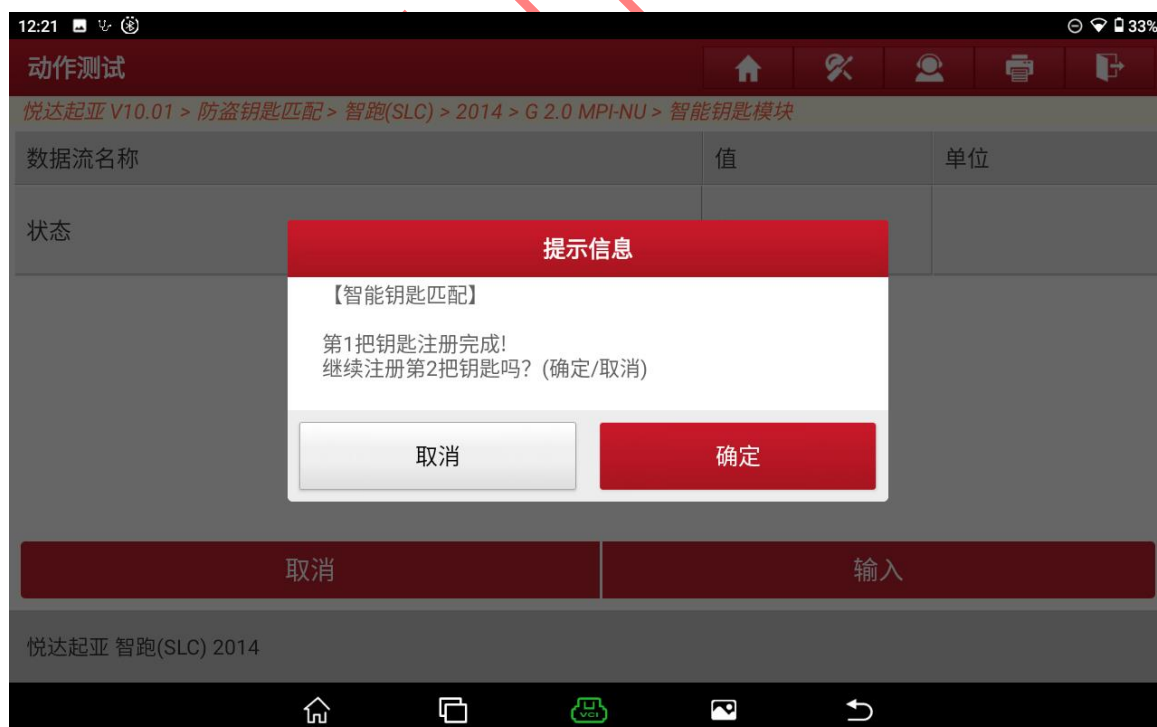 12:21
33%
动作测试
悦达起亚 V10.01 > 防盗钥匙匹配 > 智跑(SLC) > 2014 > G 2.0 MPI-NU > 智能钥匙模块
数据流名称 值 单位
状态
提示信息
【智能钥匙匹配】
第1把钥匙注册完成!
继续注册第2把钥匙吗? (确定/取消)
取消 确定
取消 输入
悦达起亚 智跑(SLC) 2014
VCI